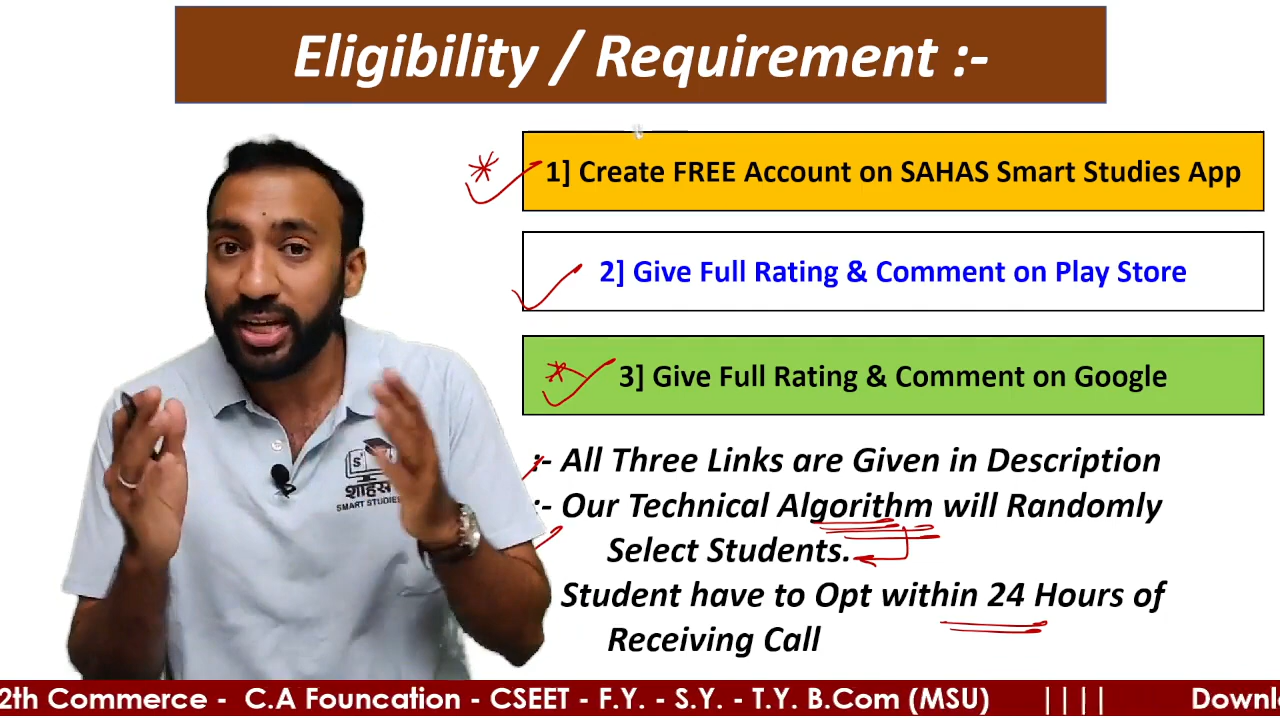 Eligibility / Requirement :-
1] Create FREE Account on SAHAS Smart Studies App
2] Give Full Rating & Comment on Play Store
3] Give Full Rating & Comment on Google
:- All Three Links are Given in Description
:- Our Technical Algorithm will Randomly
Select Students.
Student have to Opt within 24 Hours of
Receiving Call
SMART STUDIES
2th Commerce - C.A Founcation - CSEET - F.Y. - S.Y. - T.Y. B.Com (MSU) |||| Downl